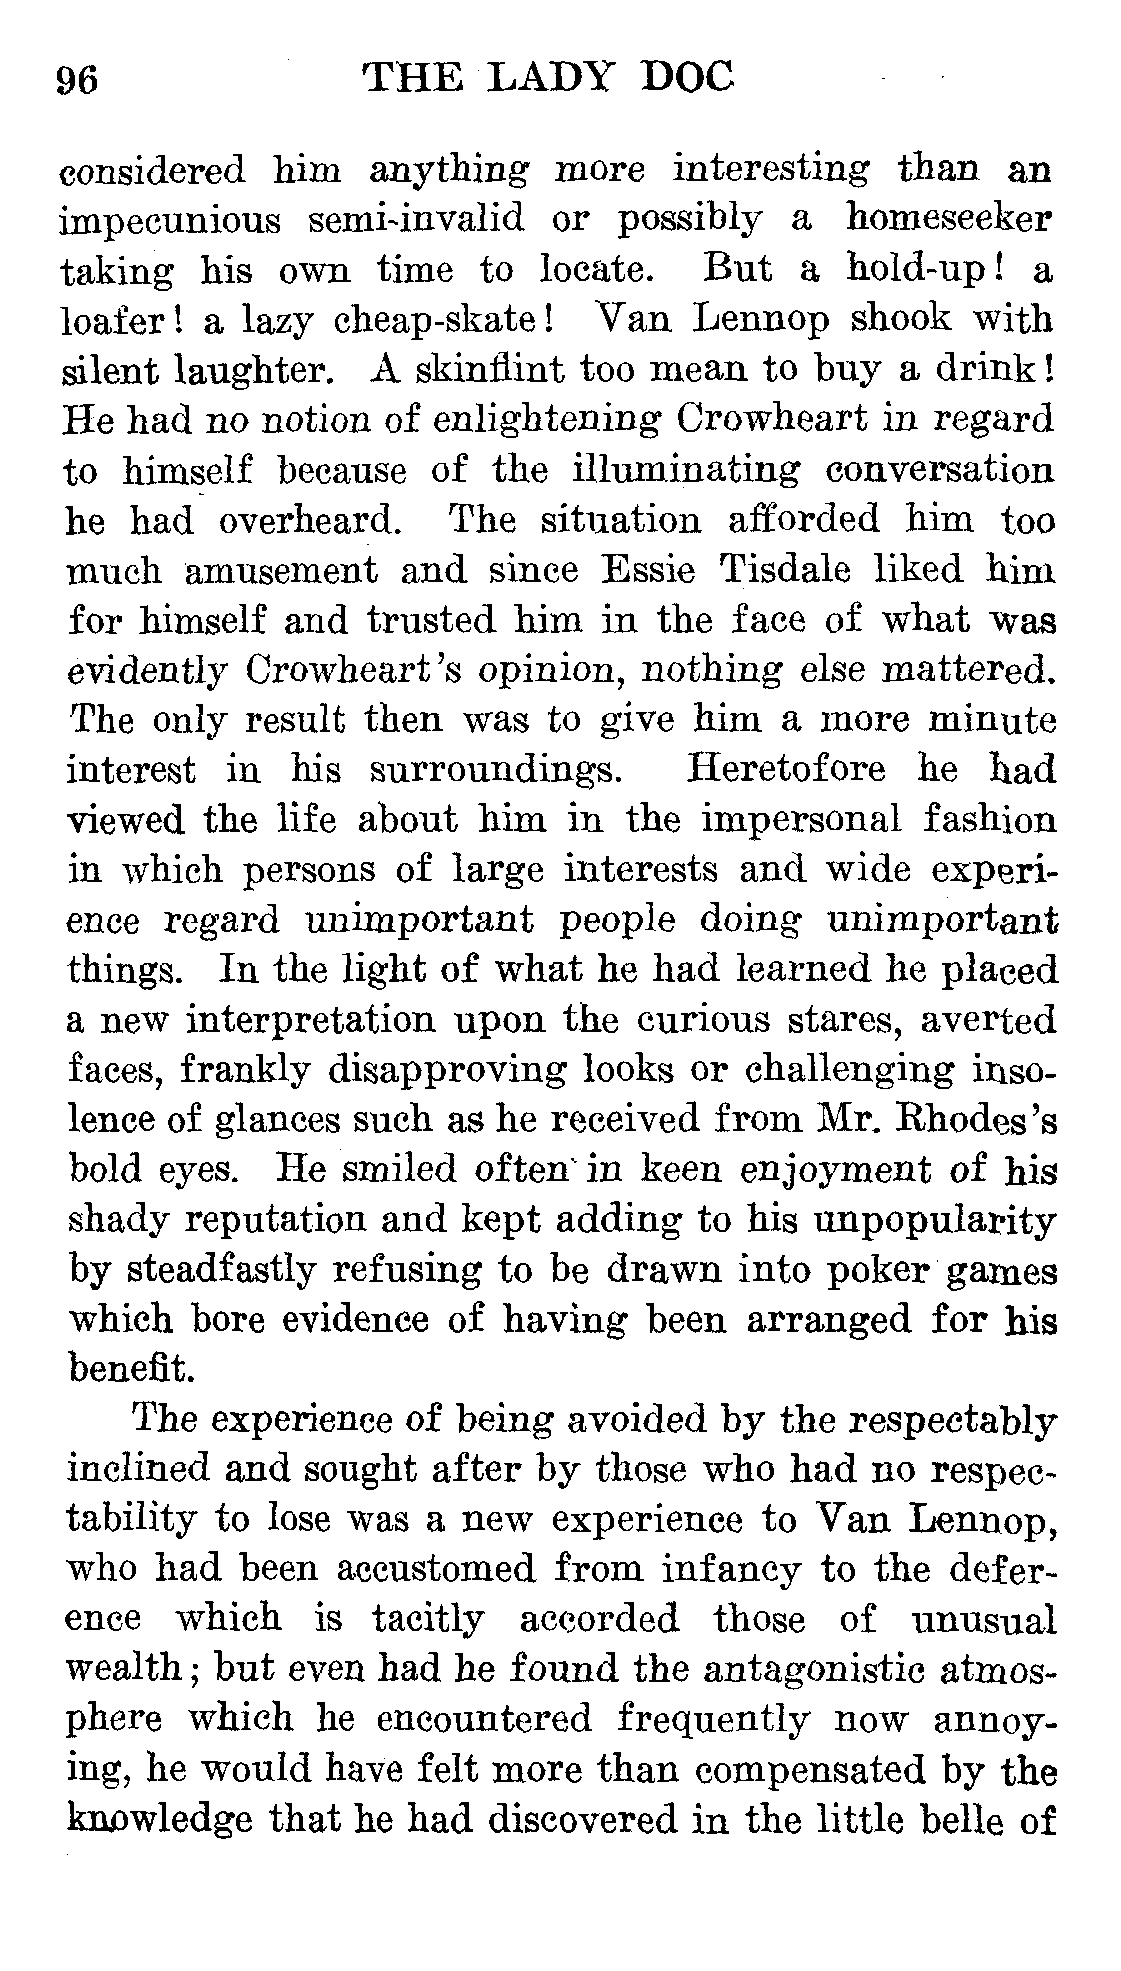 96 THE LADY DOC
considered him anything more interesting than an
impecunious semi-invalid or possibly a homeseeker
taking his own time to locate. But a hold-up! a
loafer! a lazy cheap-skate! Van Lennop shook with
silent laughter. A skinflint too mean to buy a drink!
He had no notion of enlightening Crowheart in regard
to himself because of the illuminating conversation
he had overheard. The situation afforded him too
much amusement and since Essie Tisdale liked him
for himself and trusted him in the face of what was
evidently Crowheart's opinion, nothing else mattered.
The only result then was to give him a more minute
interest in his surroundings. Heretofore he had
viewed the life about him in the impersonal fashion
in which persons of large interests and wide experi-
ence regard unimportant people doing unimportant
things. In the light of what he had learned he placed
a new interpretation upon the curious stares, averted
faces, frankly disapproving looks or challenging inso-
lence of glances such as he received from Mr. Rhodes's
bold eyes. He smiled often in keen enjoyment of his
shady reputation and kept adding to his unpopularity
by steadfastly refusing to be drawn into poker games
which bore evidence of having been arranged for his
benefit.
The experience of being avoided by the respectably
inclined and sought after by those who had no respec-
tability to lose was a new experience to Van Lennop,
who had been accustomed from infancy to the defer-
ence which is tacitly accorded those of unusual
wealth; but even had he found the antagonistic atmos-
phere which he encountered frequently now annoy-
ing, he would have felt more than compensated by the
knowledge that he had discovered in the little belle of